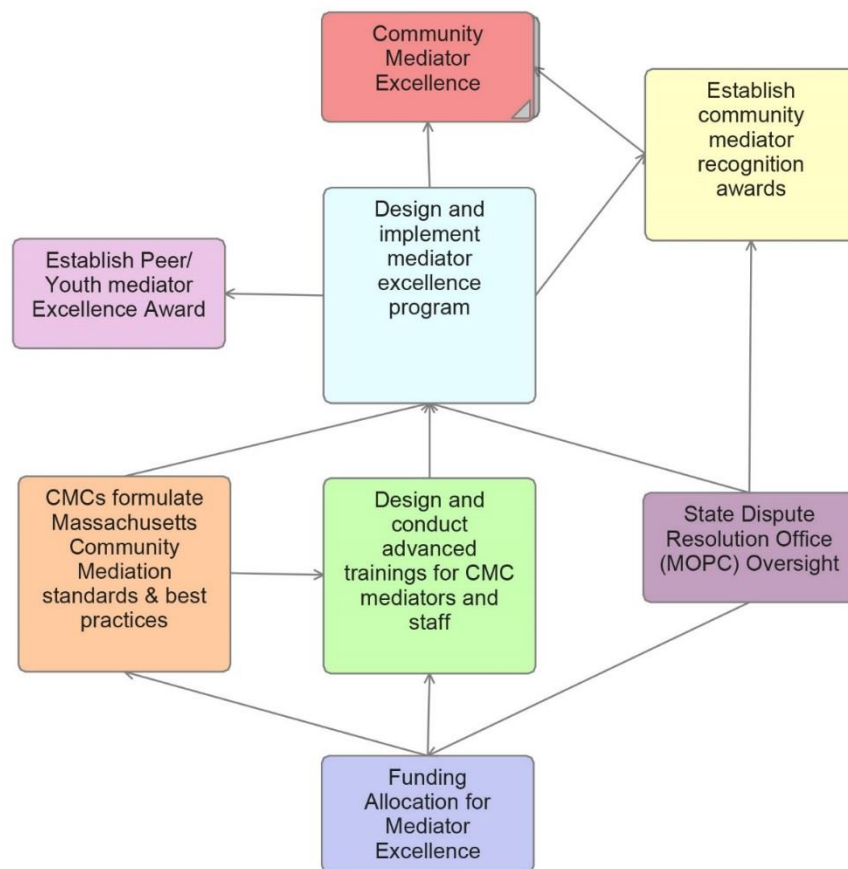 Community
Mediator
Excellence
Establish
community
mediator
recognition
awards
Design and
implement
mediator
excellence
program
Establish Peer/
Youth mediator
Excellence Award
CMCs formulate
Massachusetts
Community
Mediation
standards & best
practices
Design and
conduct
advanced
trainings for CMC
mediators and
staff
State Dispute
Resolution Office
(MOPC) Oversight
Funding
Allocation for
Mediator
Excellence